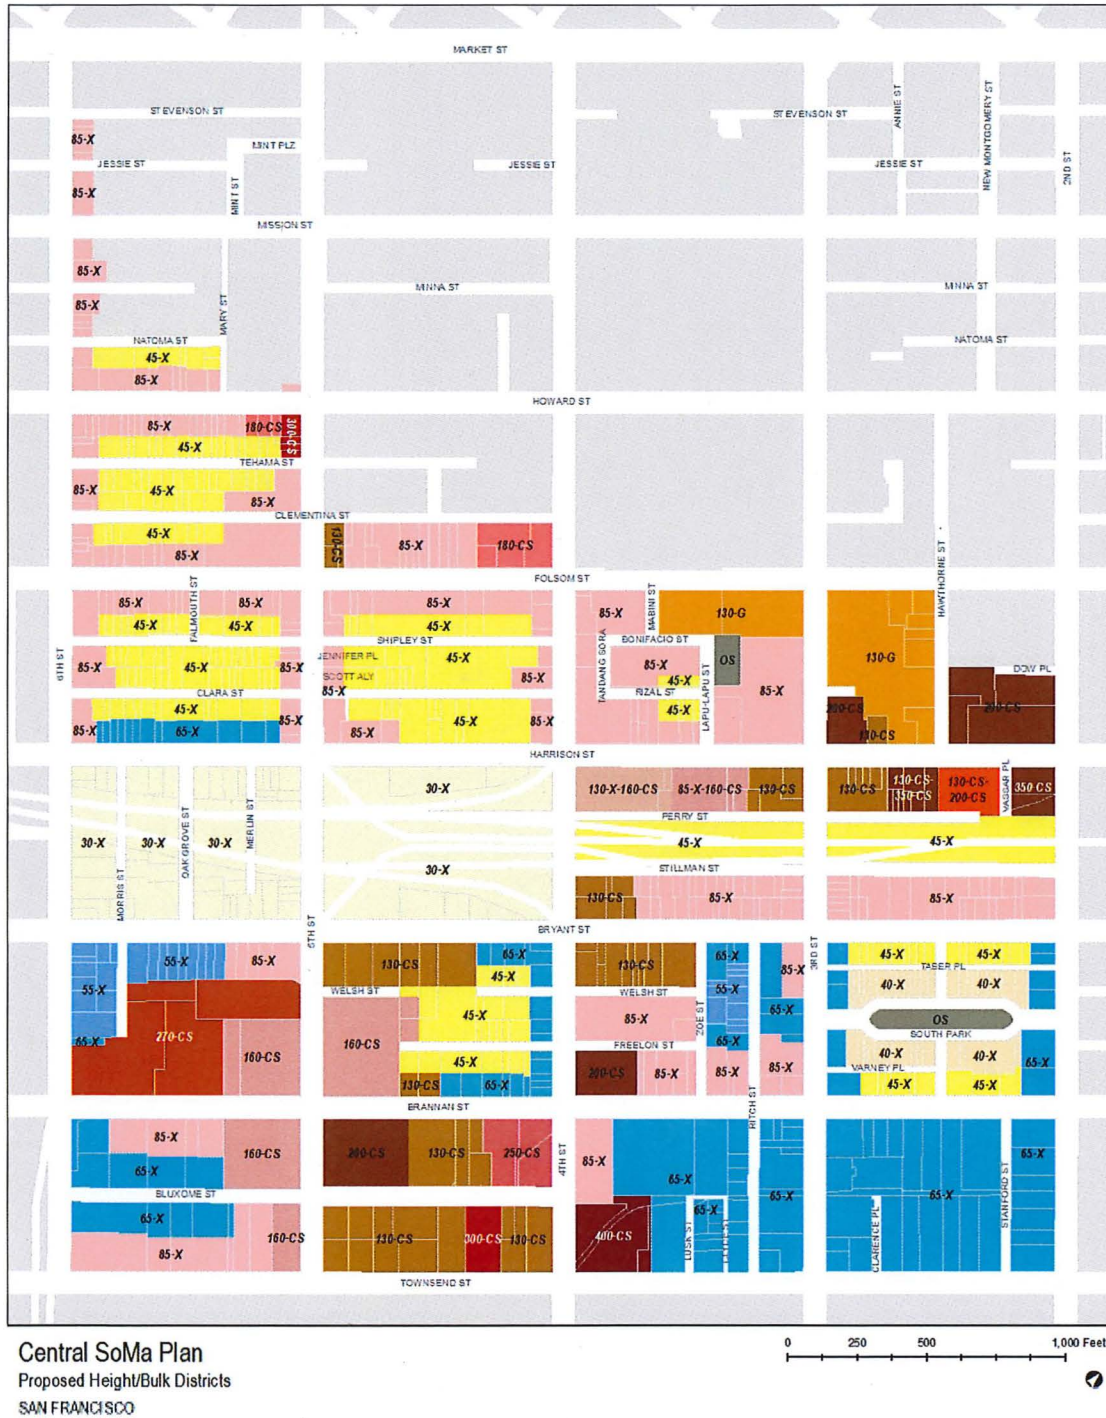 MARKET ST
STEVENSON ST
STEVENSON ST
ANNIE ST
NEW MONTGOMERY ST
2ND ST
85-X
MINT PLZ
JESSIE ST
JESSIE ST
JESSIE ST
85-X
MINT ST
MISSION ST
85-X
MINNA ST
MINNA ST
85-X
MARY ST
NATOMA ST
NATOMA ST
45-X
85-X
HOWARD ST
85-X
180-CS
300-CS
45-X
TEHAMA ST
85-X
45-X
85-X
CLEMENTINA ST
45-X
85-X
130-CS
85-X
180-CS
HAWTHORNE ST
FOLSOM ST
85-X
FALMOUTH ST
85-X
85-X
85-X
MABINI ST
130-G
45-X
45-X
45-X
SHIPLEY ST
BONIFACIO ST
6TH ST
85-X
45-X
85-X
JENNIFER PL
45-X
SCOTT ALY
85-X
TANDANG SORA
85-X
45-X
OS
85-X
130-G
DOW PL
CLARA ST
RIZAL ST
LAPU-LAPU ST
85-X
45-X
65-X
85-X
85-X
85-X
45-X
85-X
45-X
200-CS
130-CS
200-CS
HARRISON ST
30-X
130-X-160-CS
85-X-160-CS
130-CS
130-CS
130-CS-
350-CS
130-CS-
200-CS
VASSAR PL
350-CS
PERRY ST
30-X
MORRIS ST
30-X
OAK GROVE ST
30-X
MERLIN ST
30-X
45-X
45-X
STILLMAN ST
130-CS
85-X
85-X
BRYANT ST
5TH ST
3RD ST
55-X
55-X
85-X
130-CS
65-X
45-X
130-CS
65-X
55-X
85-X
45-X
45-X
TABER PL
WELSH ST
WELSH ST
40-X
40-X
65-X
270-CS
160-CS
160-CS
45-X
45-X
130-CS
65-X
85-X
ZOE ST
65-X
65-X
OS
SOUTH PARK
FREELON ST
200-CS
85-X
85-X
85-X
40-X
40-X
65-X
VARNEY PL
45-X
45-X
BRANNAN ST
RITCH ST
85-X
65-X
160-CS
200-CS
130-CS
250-CS
4TH ST
85-X
65-X
65-X
65-X
65-X
STANFORD ST
BLUXOME ST
65-X
85-X
160-CS
130-CS
300-CS
130-CS
400-CS
LUSK ST
65-X
CLARENCE PL
TOWNSEND ST
Central SoMa Plan
Proposed Height/Bulk Districts
SAN FRANCISCO
0 250 500 1,000 Feet